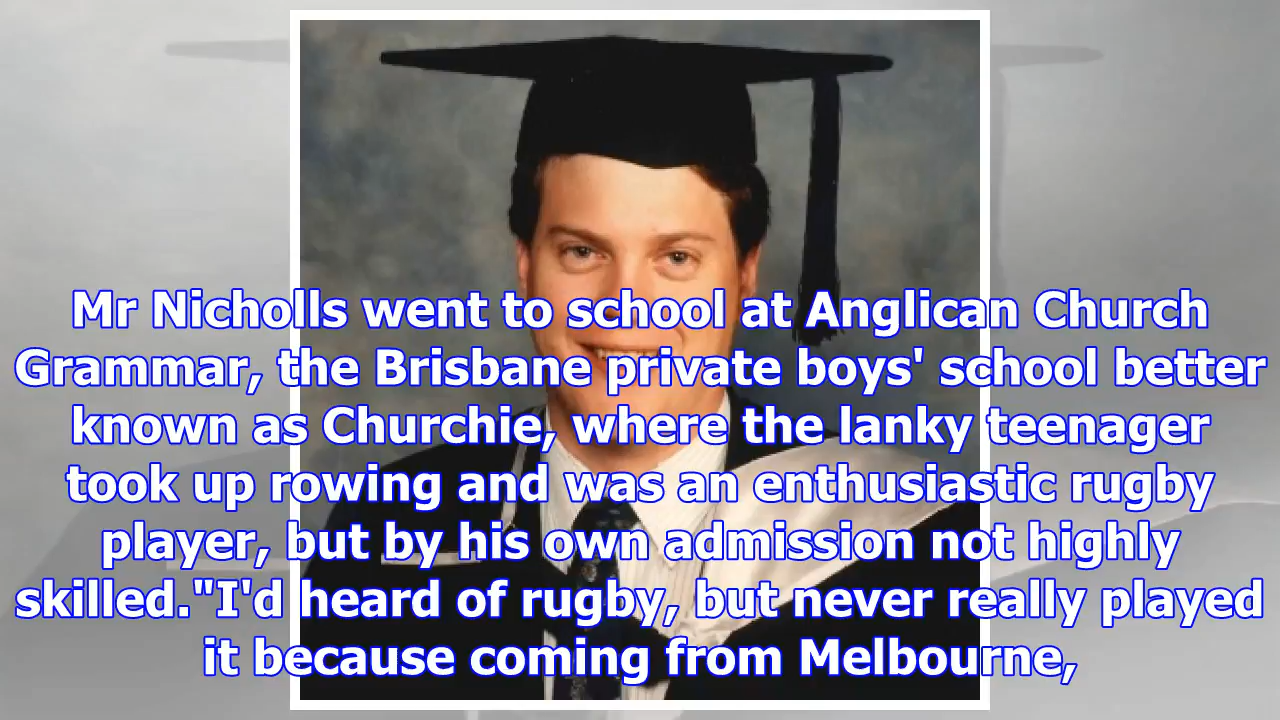 Mr Nicholls went to school at Anglican Church
Grammar, the Brisbane private boys' school better
known as Churchie, where the lanky teenager
took up rowing and was an enthusiastic rugby
player, but by his own admission not highly
skilled."I'd heard of rugby, but never really played
it because coming from Melbourne,